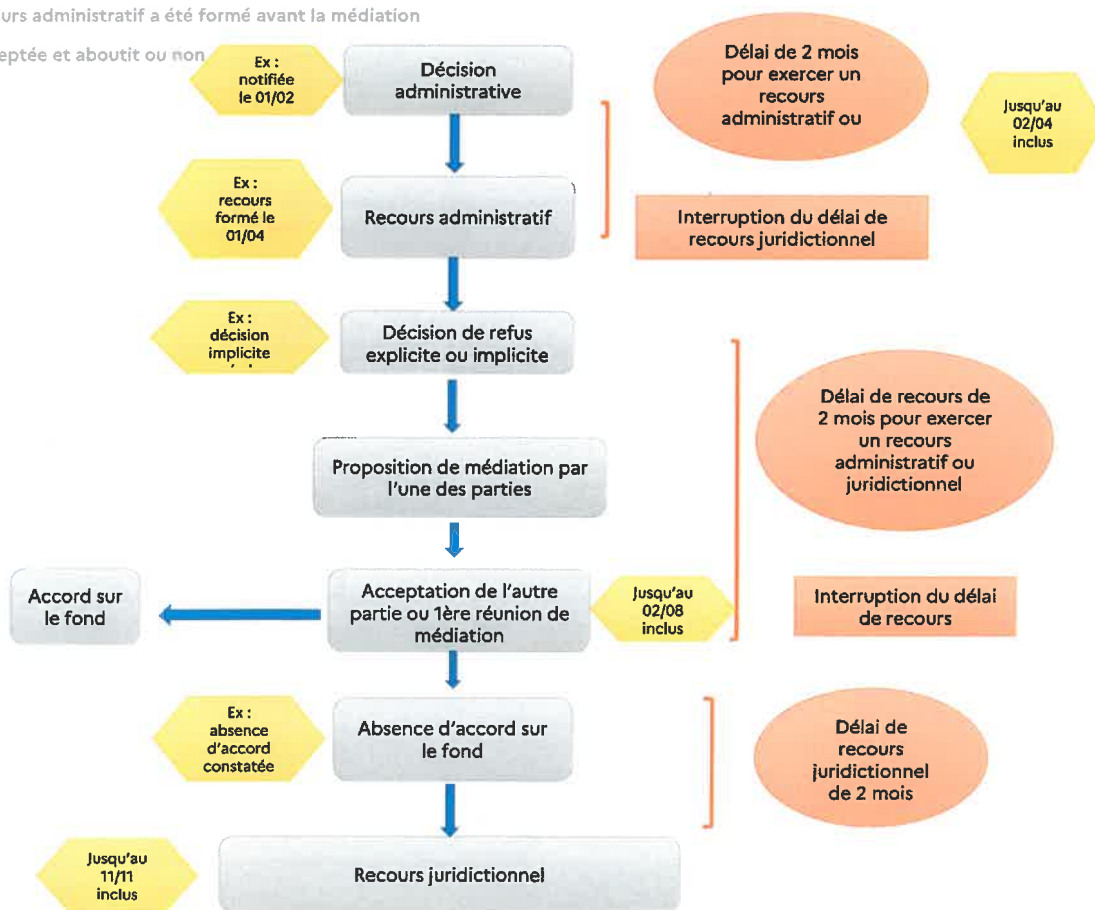 urs administratif a été formé avant la médiation
eptée et aboutit ou non
Ex :
notifiée
le 01/02
Décision
administrative
Délai de 2 mois
pour exercer un
recours
administratif ou
Jusqu'au
02/04
inclus
Ex :
recours
formé le
01/04
Recours administratif
Interruption du délai de
recours juridictionnel
Ex :
décision
implicite
Décision de refus
explicite ou implicite
Délai de recours de
2 mois pour exercer
un recours
administratif ou
juridictionnel
Proposition de médiation par
l'une des parties
Accord sur
le fond
Acceptation de l'autre
partie ou 1ère réunion de
médiation
Jusqu'au
02/08
inclus
Interruption du délai
de recours
Ex :
absence
d'accord
constatée
Absence d'accord sur
le fond
Délai de
recours
juridictionnel
de 2 mois
Jusqu'au
11/11
inclus
Recours juridictionnel